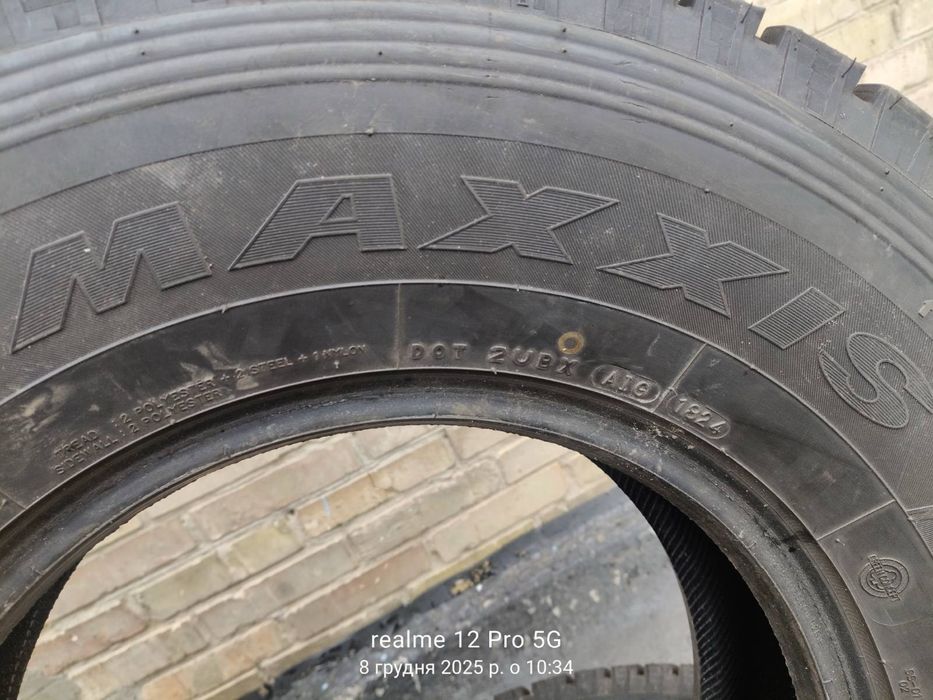 MAXXIS
TREAD : 2 POLYESTER + 2 STEEL + 1 NYLON
SIDEWALL : 2 POLYESTER
DOT 2UBX A19 1824
realme 12 Pro 5G
8 грудня 2025 р. о 10:34